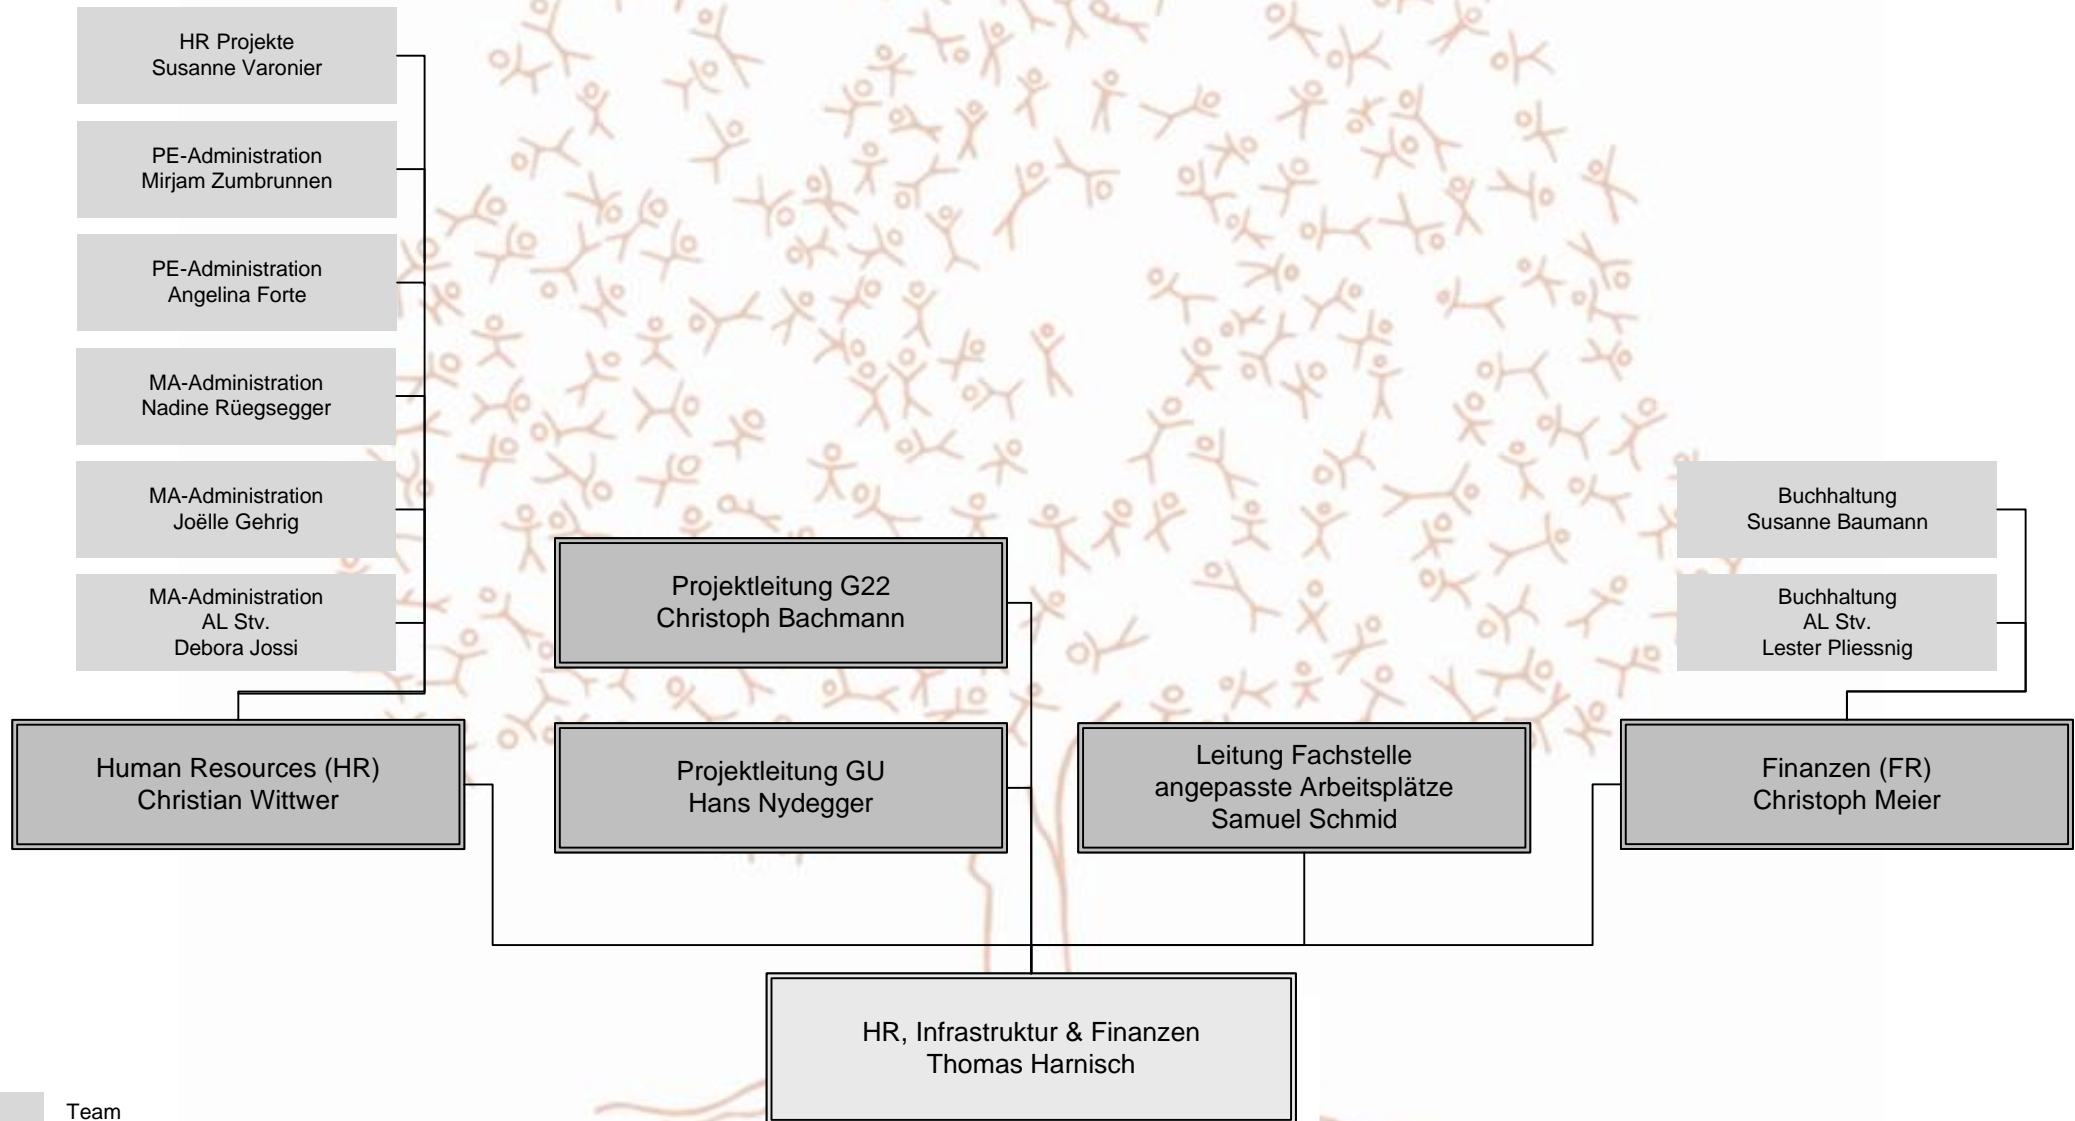 HR Projekte
Susanne Varonier
PE-Administration
Mirjam Zumbrunnen
PE-Administration
Angelina Forte
MA-Administration
Nadine Rüegsegger
MA-Administration
Joëlle Gehrig
MA-Administration
AL Stv.
Debora Jossi
Buchhaltung
Susanne Baumann
Buchhaltung
AL Stv.
Lester Pliessnig
Projektleitung G22
Christoph Bachmann
Human Resources (HR)
Christian Wittwer
Projektleitung GU
Hans Nydegger
Leitung Fachstelle
angepasste Arbeitsplätze
Samuel Schmid
Finanzen (FR)
Christoph Meier
HR, Infrastruktur & Finanzen
Thomas Harnisch
Team